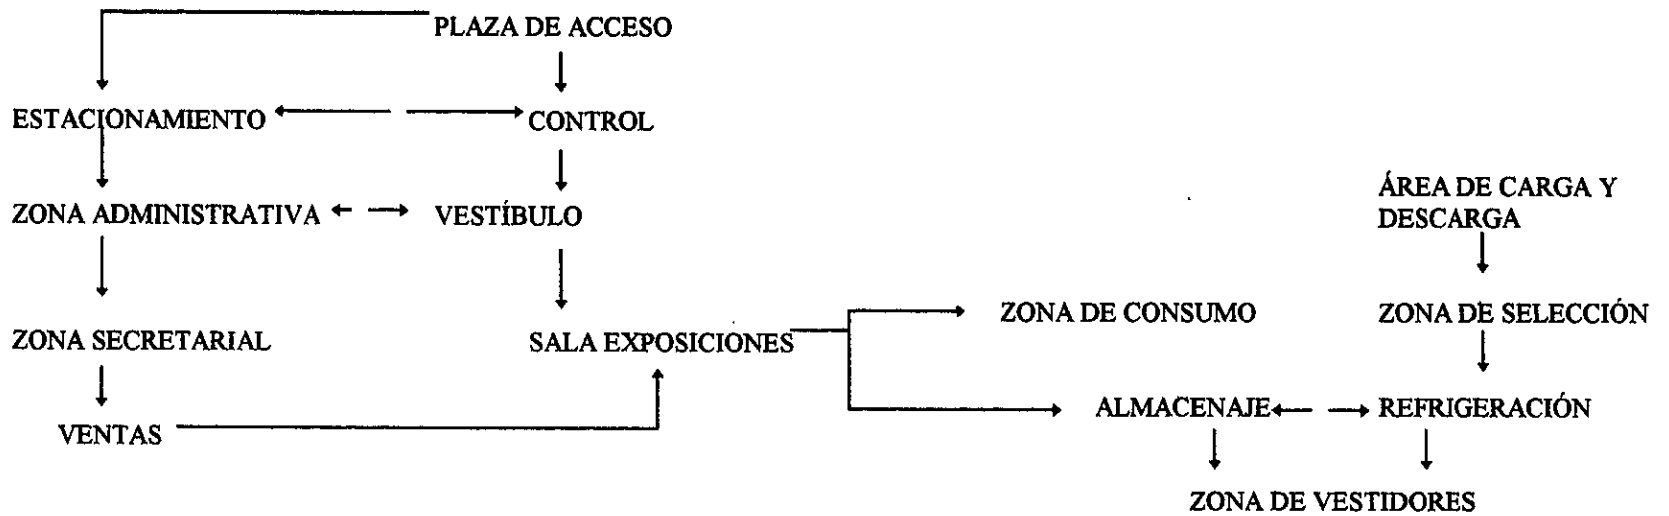 PLAZA DE ACCESO
ESTACIONAMIENTO
CONTROL
ZONA ADMINISTRATIVA
VESTÍBULO
ÁREA DE CARGA Y
DESCARGA
ZONA SECRETARIAL
SALA EXPOSICIONES
ZONA DE CONSUMO
ZONA DE SELECCIÓN
VENTAS
ALMACENAJE
REFRIGERACIÓN
ZONA DE VESTIDORES